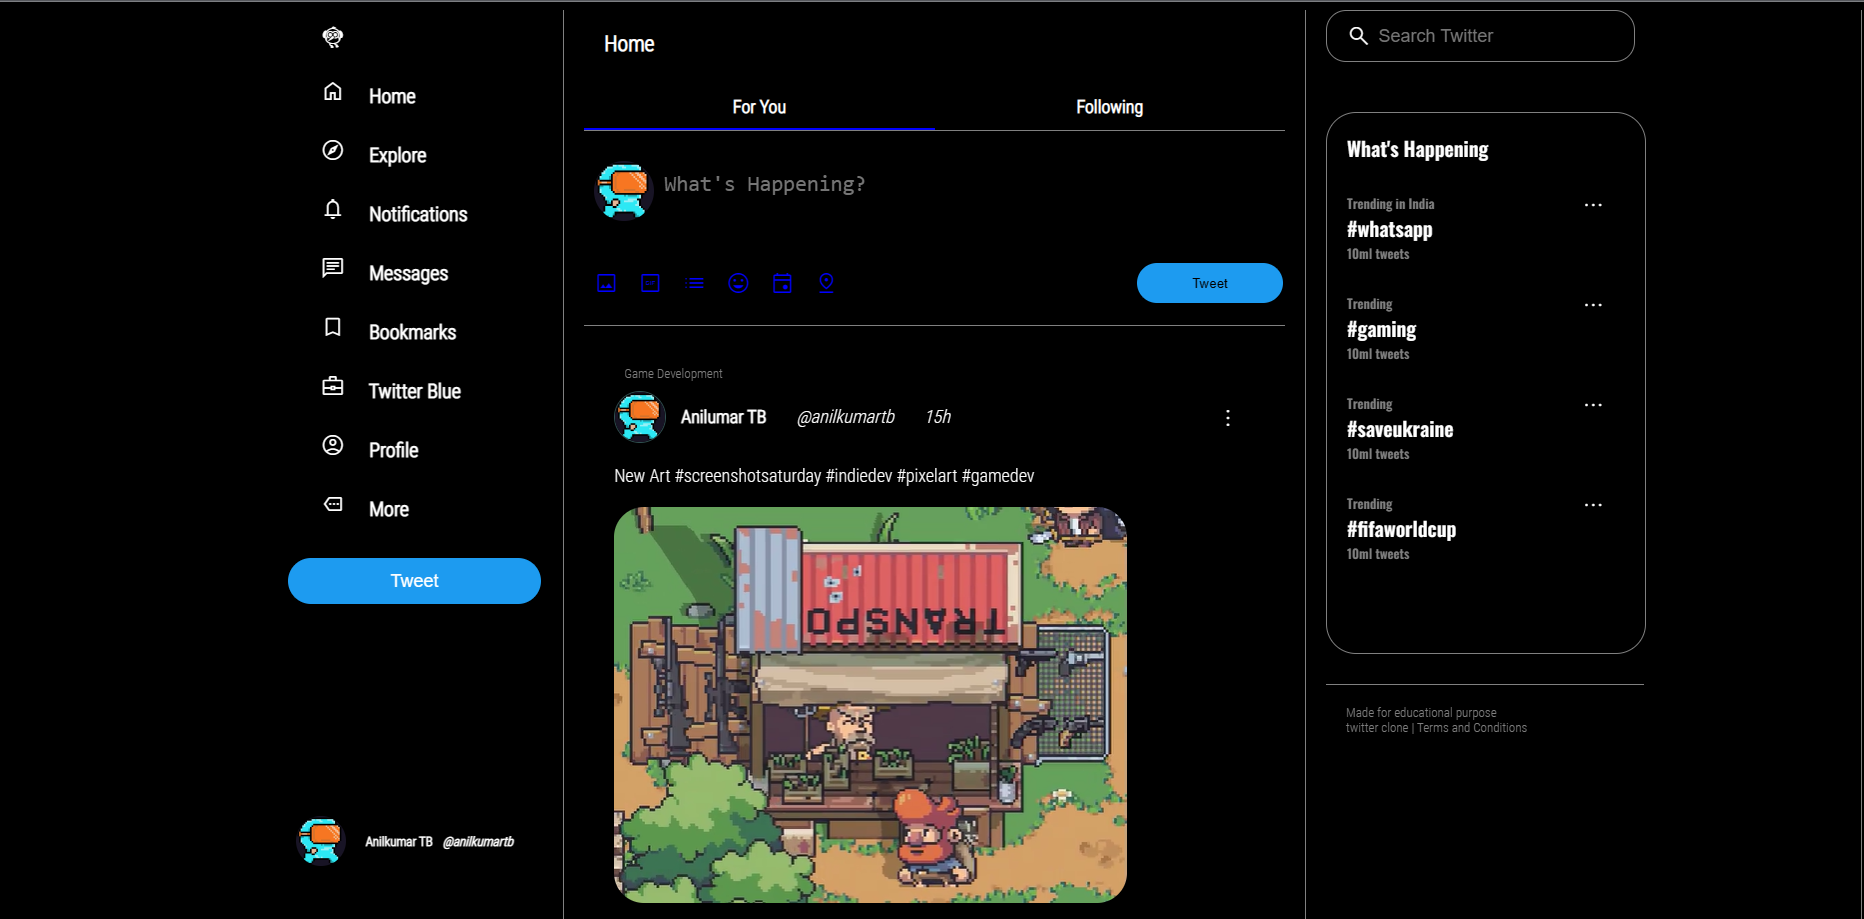 Home
Explore
Notifications
Messages
Bookmarks
Twitter Blue
Profile
More
Tweet
Anilkumar TB @anilkumartb
Home
For You Following
What's Happening?
Tweet
Game Development
Anilumar TB @anilkumartb 15h
New Art #screenshotsaturday #indiedev #pixelart #gamedev
TRANSPO
Search Twitter
What's Happening
Trending in India
#whatsapp
10ml tweets
Trending
#gaming
10ml tweets
Trending
#saveukraine
10ml tweets
Trending
#fifaworldcup
10ml tweets
Made for educational purpose
twitter clone | Terms and Conditions